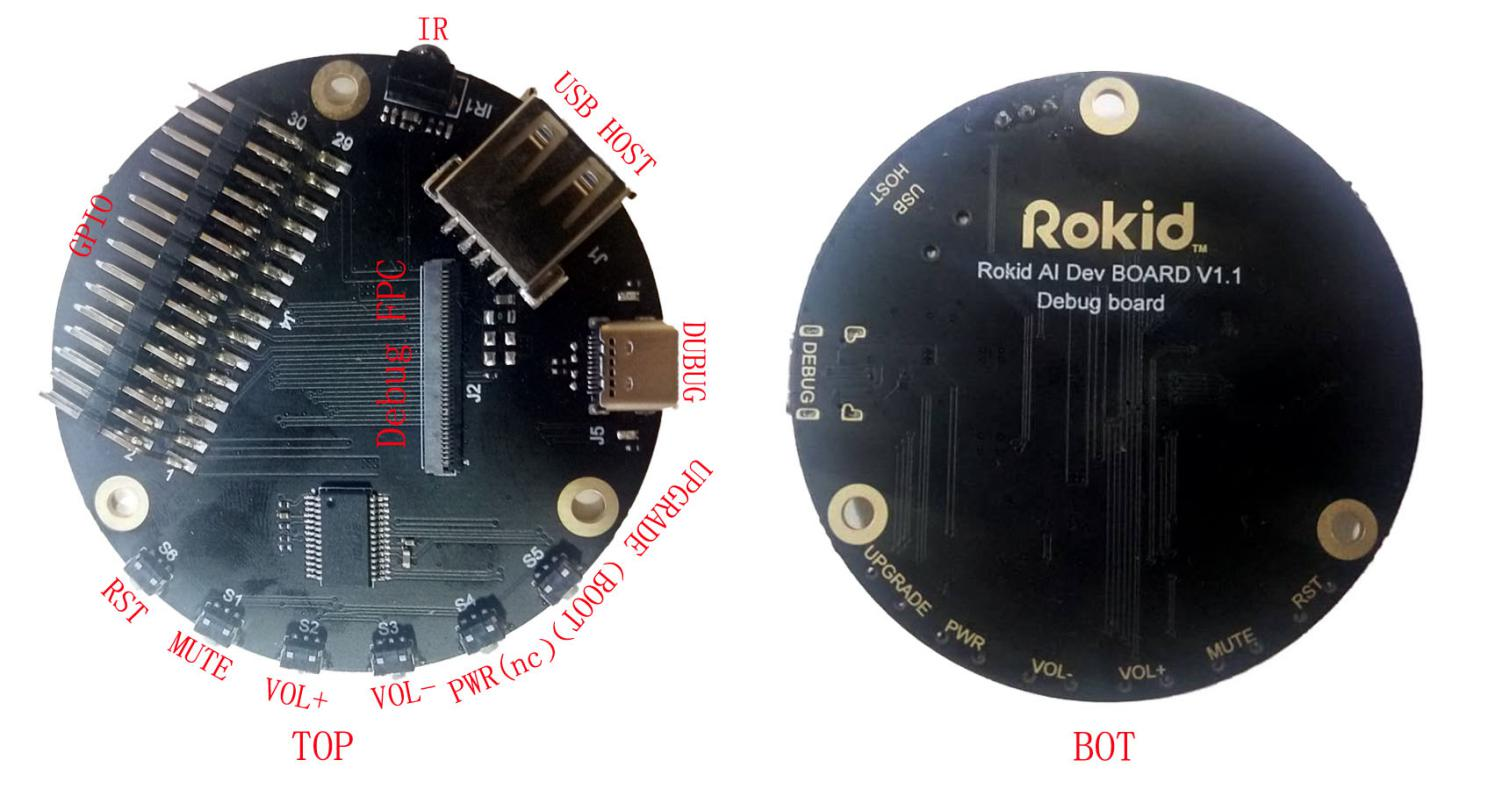 IR
IR1
USB HOST
30
29
GPIO
J1
J4
Debug FPC
J2
DUBUG
J5
2
1
UPGRADE (BOOT)
S6
S1
S2
S3
S4
S5
RST
MUTE
VOL+
VOL-
PWR(nc)
TOP
USB
HOST
Rokid™
Rokid AI Dev BOARD V1.1
Debug board
DEBUG
UPGRADE
PWR
VOL-
VOL+
MUTE
RST
BOT